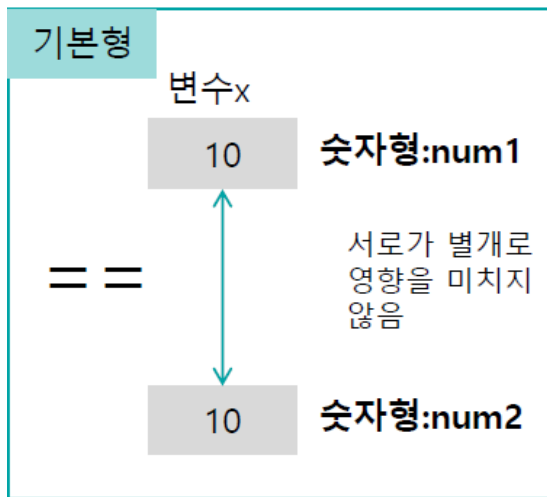 기본형
변수x
10
숫자형:num1
==
서로가 별개로
영향을 미치지
않음
10
숫자형:num2